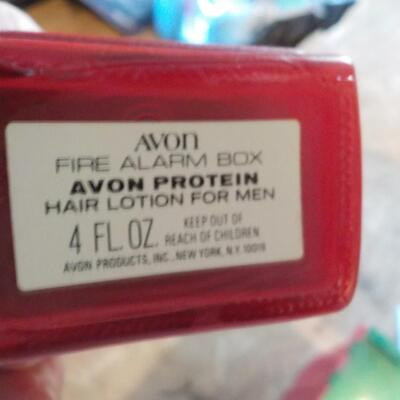 AVON
FIRE ALARM BOX
AVON PROTEIN
HAIR LOTION FOR MEN
4 FL. OZ. KEEP OUT OF
REACH OF CHILDREN
AVON PRODUCTS, INC., NEW YORK, N.Y. 10019